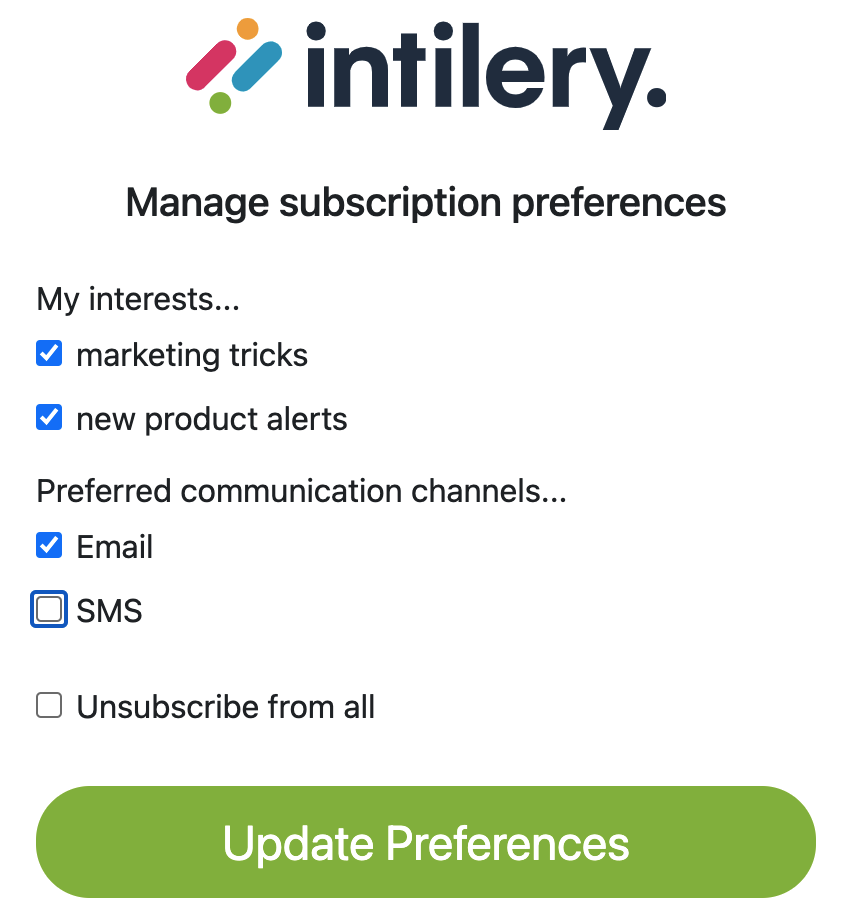 intilery.
Manage subscription preferences
My interests...
marketing tricks
new product alerts
Preferred communication channels...
Email
SMS
Unsubscribe from all
Update Preferences